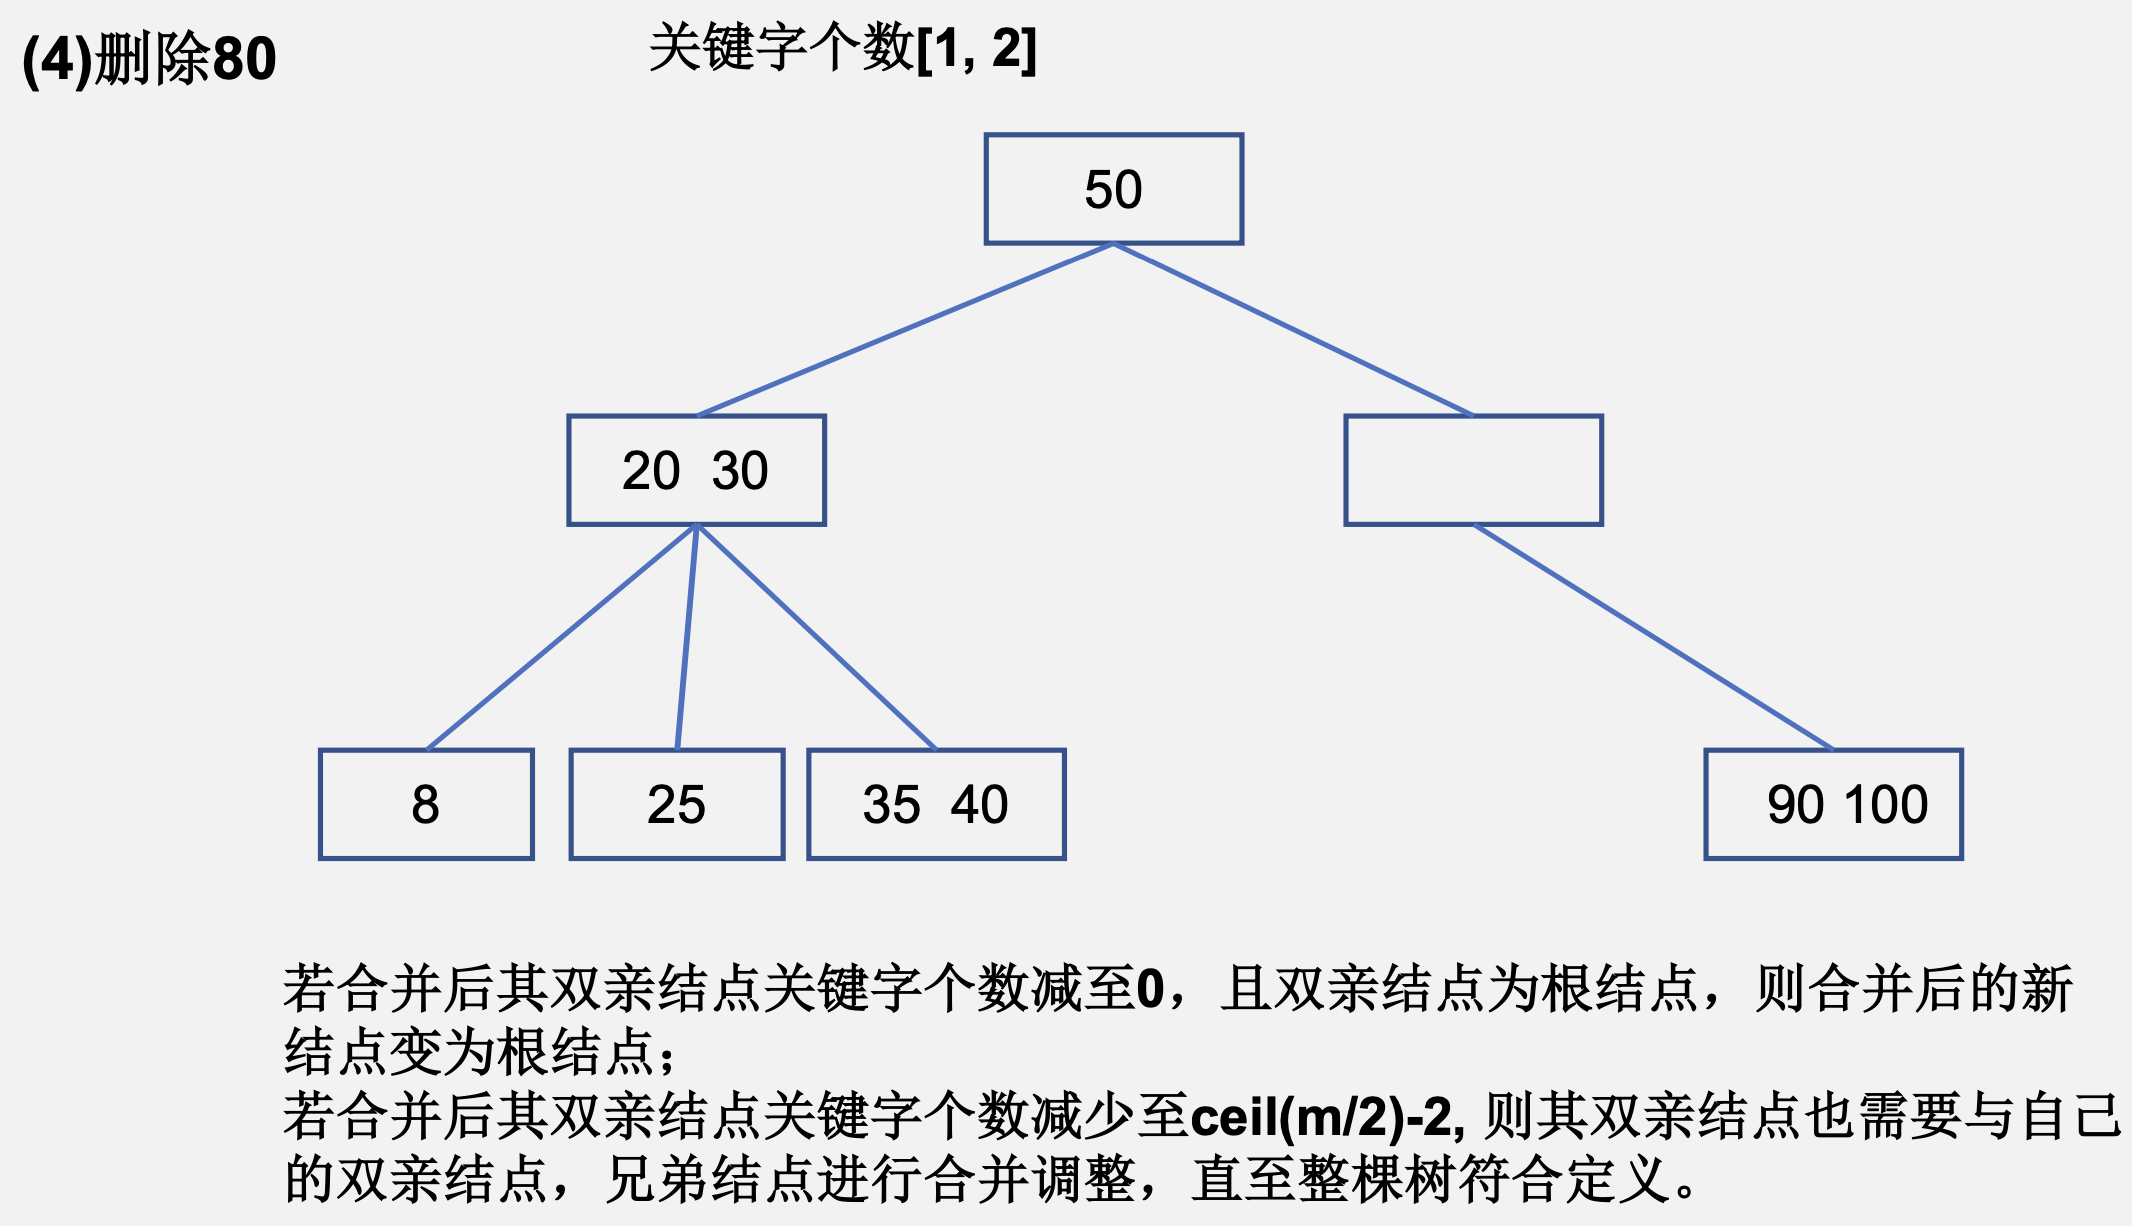 (4)删除80
关键字个数[1, 2]
50
20 30
8
25
35 40
90 100
若合并后其双亲结点关键字个数减至0，且双亲结点为根结点，则合并后的新
结点变为根结点；
若合并后其双亲结点关键字个数减少至ceil(m/2)-2, 则其双亲结点也需要与自己
的双亲结点，兄弟结点进行合并调整，直至整棵树符合定义。